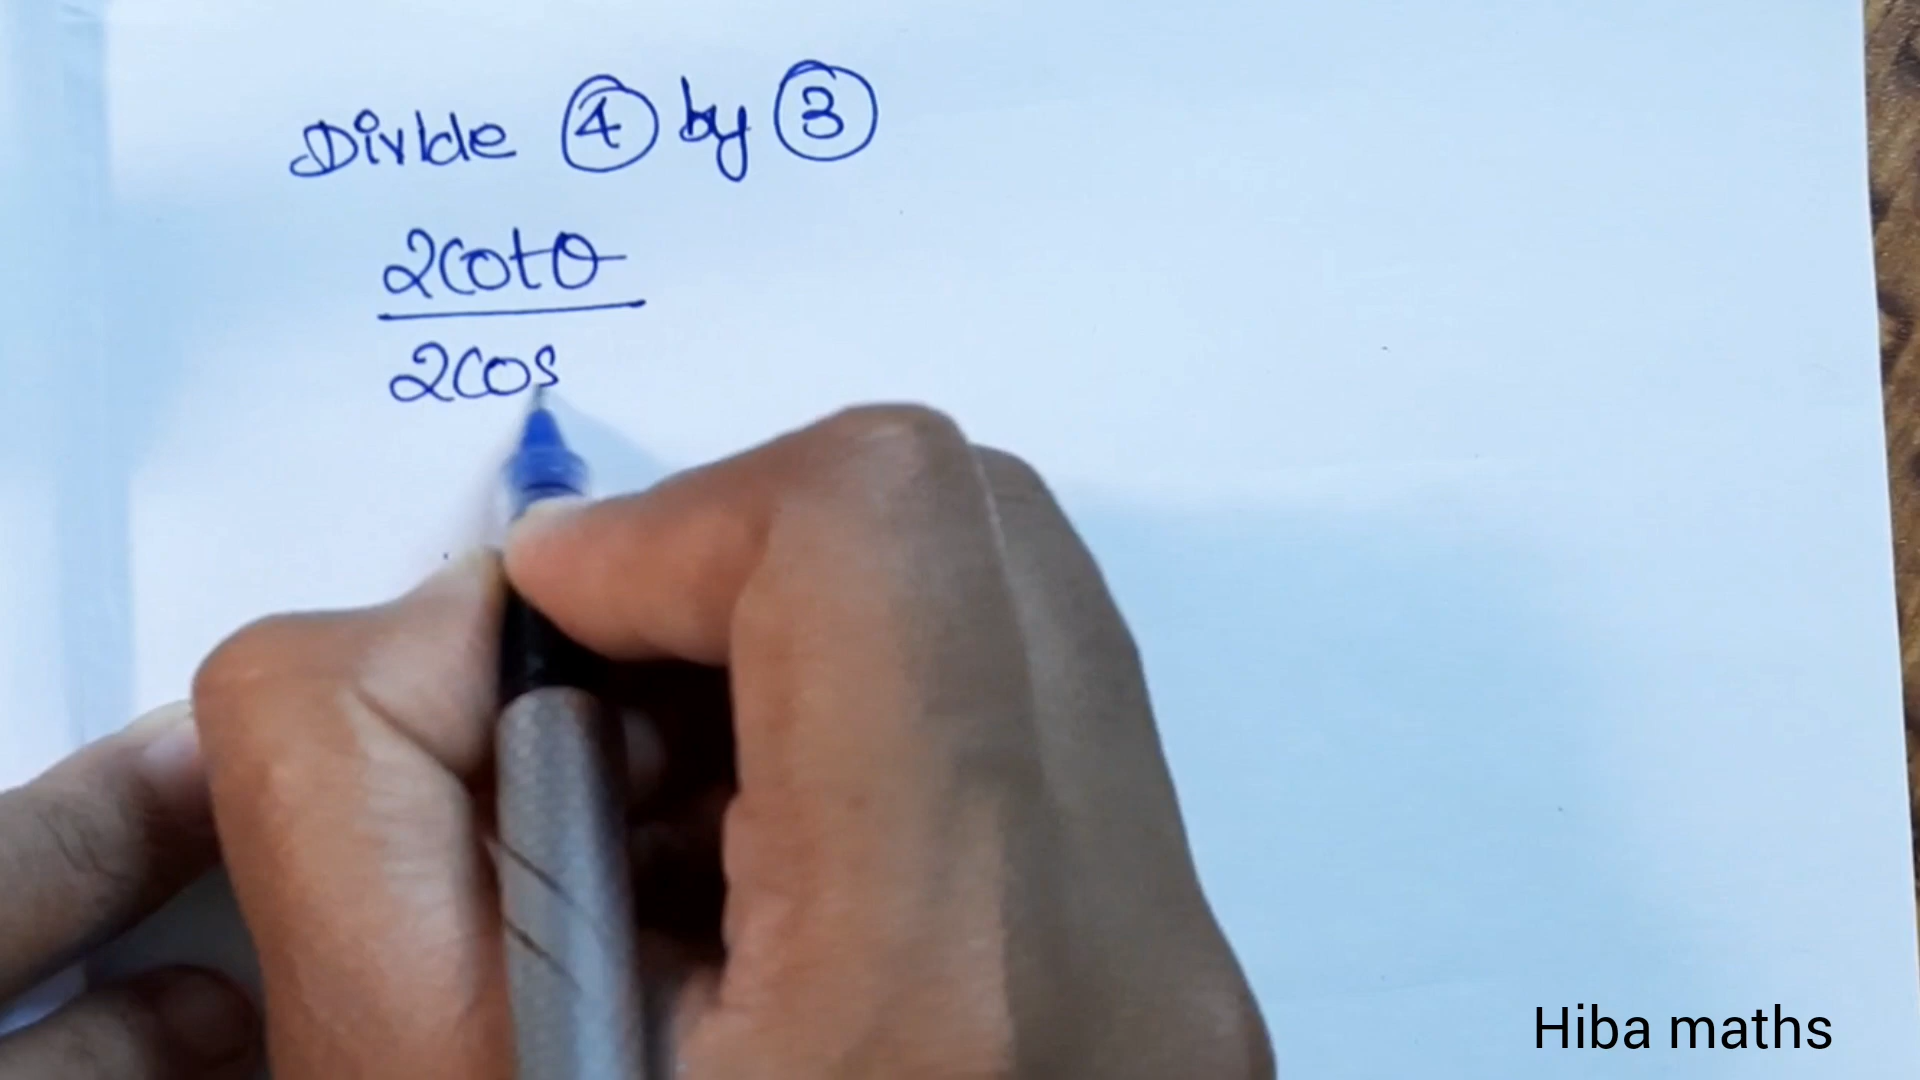 Divide ④ by ③
2cotθ
2cos
Hiba maths